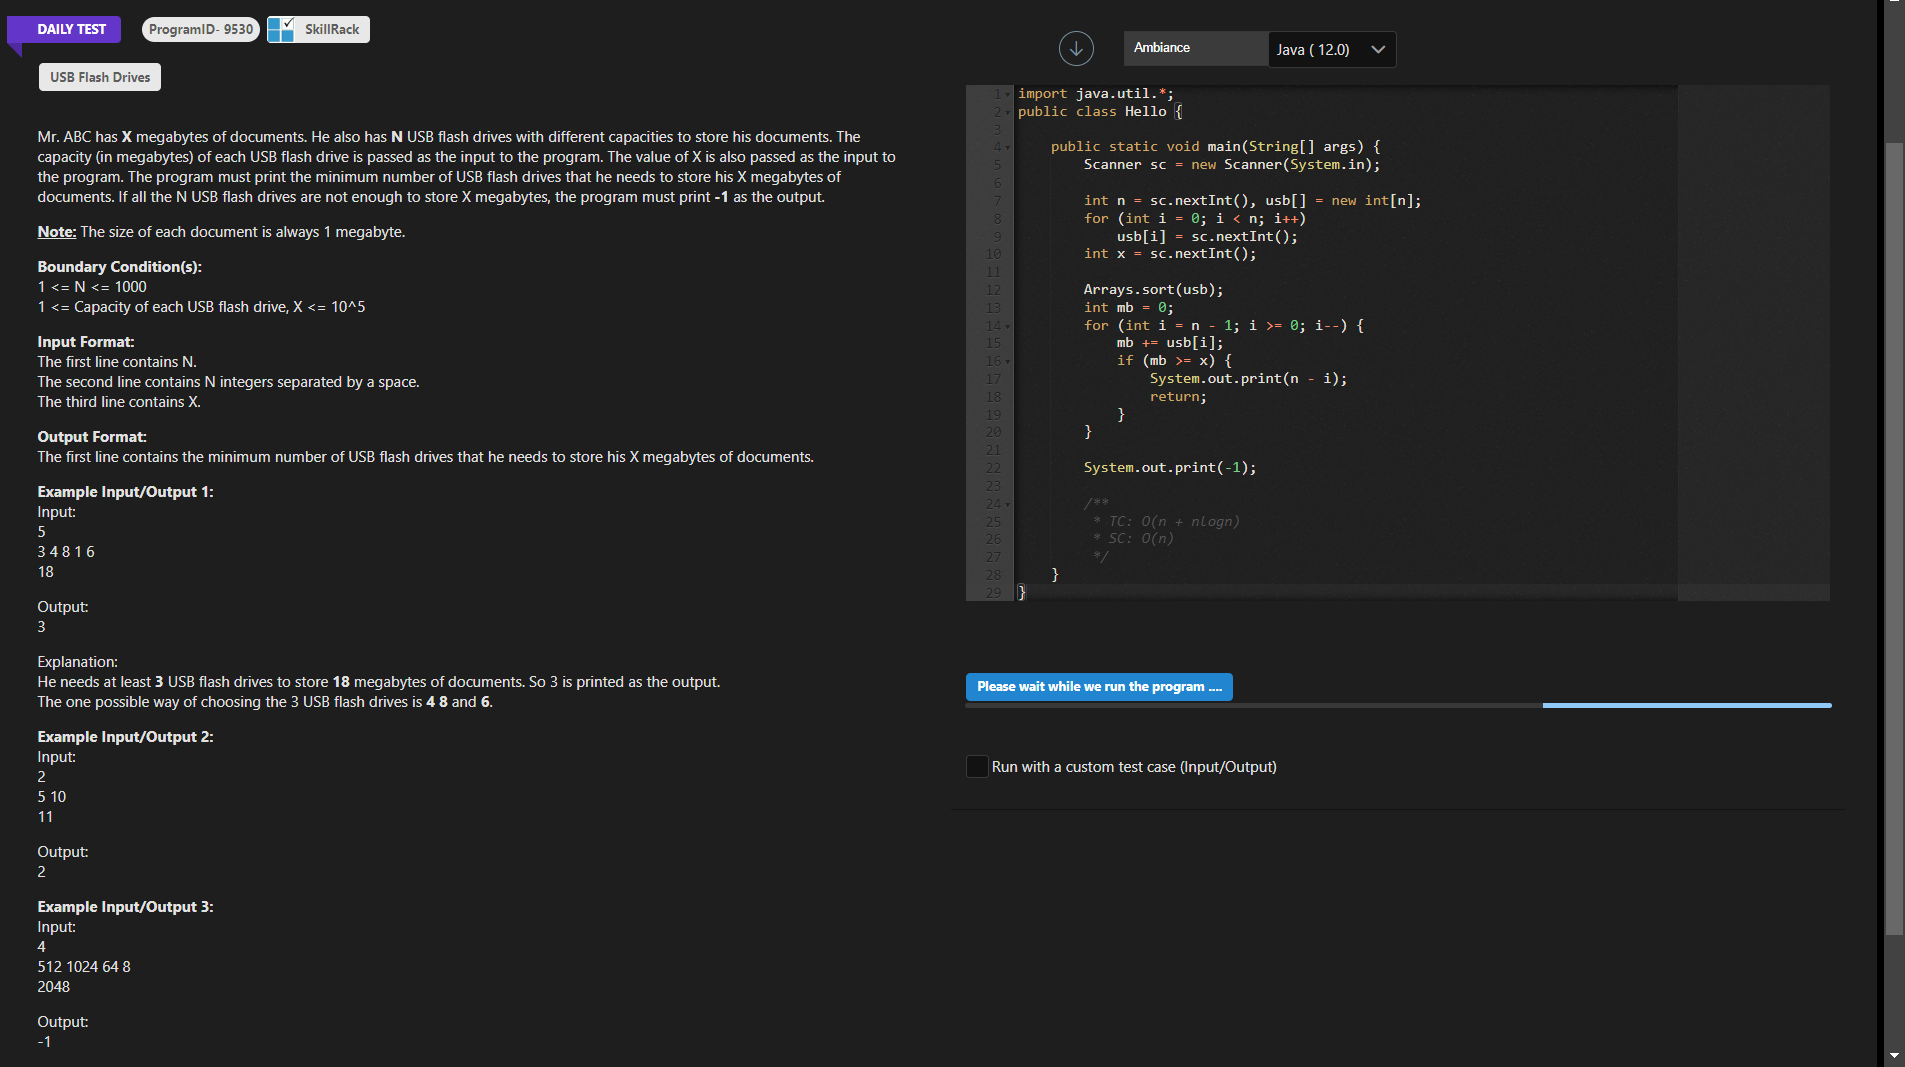 DAILY TEST
ProgramID- 9530
SkillRack
USB Flash Drives
Mr. ABC has X megabytes of documents. He also has N USB flash drives with different capacities to store his documents. The
capacity (in megabytes) of each USB flash drive is passed as the input to the program. The value of X is also passed as the input to
the program. The program must print the minimum number of USB flash drives that he needs to store his X megabytes of
documents. If all the N USB flash drives are not enough to store X megabytes, the program must print -1 as the output.
Note: The size of each document is always 1 megabyte.
Boundary Condition(s):
1 <= N <= 1000
1 <= Capacity of each USB flash drive, X <= 10^5
Input Format:
The first line contains N.
The second line contains N integers separated by a space.
The third line contains X.
Output Format:
The first line contains the minimum number of USB flash drives that he needs to store his X megabytes of documents.
Example Input/Output 1:
Input:
5
3 4 8 1 6
18
Output:
3
Explanation:
He needs at least 3 USB flash drives to store 18 megabytes of documents. So 3 is printed as the output.
The one possible way of choosing the 3 USB flash drives is 4 8 and 6.
Example Input/Output 2:
Input:
2
5 10
11
Output:
2
Example Input/Output 3:
Input:
4
512 1024 64 8
2048
Output:
-1
Ambiance
Java ( 12.0)
1 import java.util.*;
2 public class Hello {
3
4 public static void main(String[] args) {
5 Scanner sc = new Scanner(System.in);
6
7 int n = sc.nextInt(), usb[] = new int[n];
8 for (int i = 0; i < n; i++)
9 usb[i] = sc.nextInt();
10 int x = sc.nextInt();
11
12 Arrays.sort(usb);
13 int mb = 0;
14 for (int i = n - 1; i >= 0; i--) {
15 mb += usb[i];
16 if (mb >= x) {
17 System.out.print(n - i);
18 return;
19 }
20 }
21
22 System.out.print(-1);
23
24 /**
25 * TC: O(n + nlogn)
26 * SC: O(n)
27 */
28 }
29 }
Please wait while we run the program ....
Run with a custom test case (Input/Output)